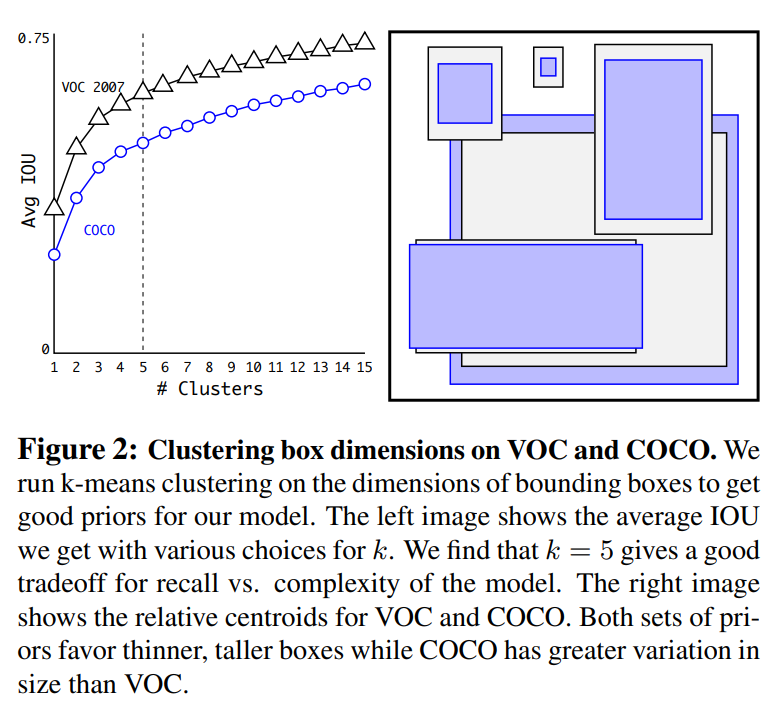 0.75
VOC 2007
Avg IOU
COCO
0
1 2 3 4 5 6 7 8 9 10 11 12 13 14 15
# Clusters
Figure 2: Clustering box dimensions on VOC and COCO. We
run k-means clustering on the dimensions of bounding boxes to get
good priors for our model. The left image shows the average IOU
we get with various choices for k. We find that k = 5 gives a good
tradeoff for recall vs. complexity of the model. The right image
shows the relative centroids for VOC and COCO. Both sets of pri-
ors favor thinner, taller boxes while COCO has greater variation in
size than VOC.